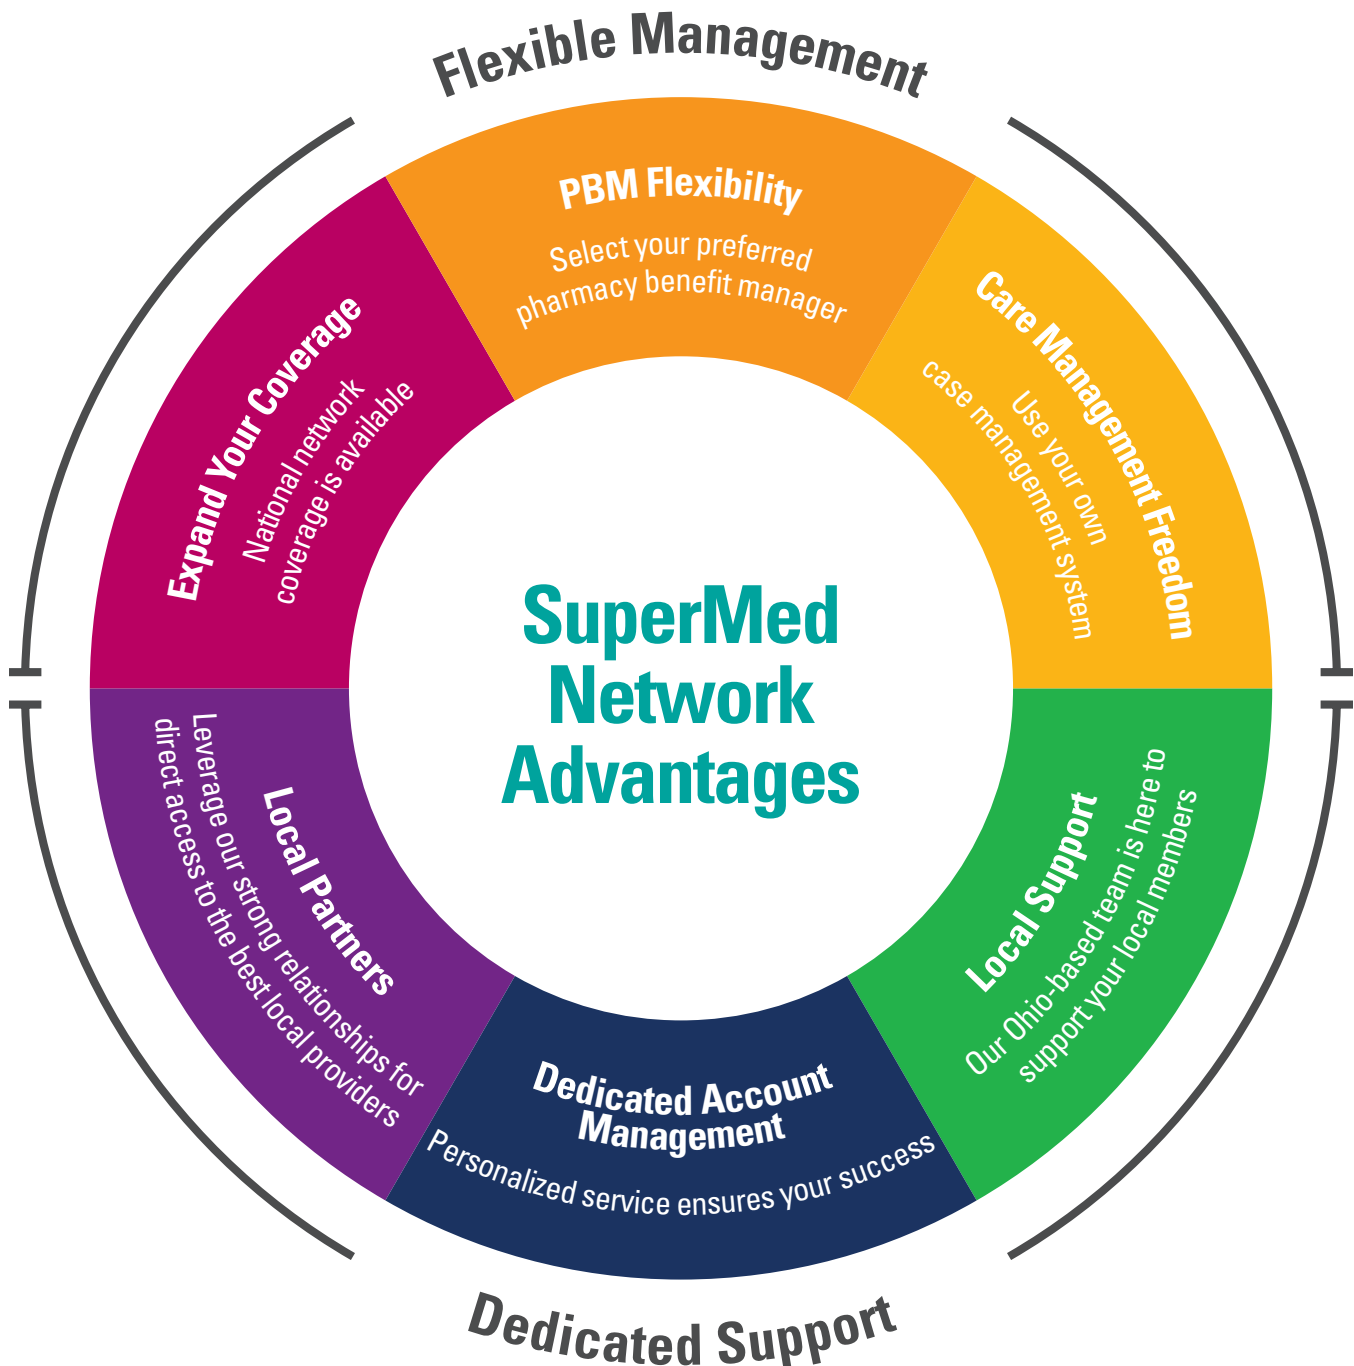 Flexible Management
PBM Flexibility
Select your preferred
pharmacy benefit manager
Care Management Freedom
Use your own
case management system
Expand Your Coverage
National network
coverage is available
SuperMed
Network
Advantages
Local Support
Our Ohio-based team is here to
support your local members
Dedicated Account
Management
Personalized service ensures your success
Local Partners
Leverage our strong relationships for
direct access to the best local providers
Dedicated Support